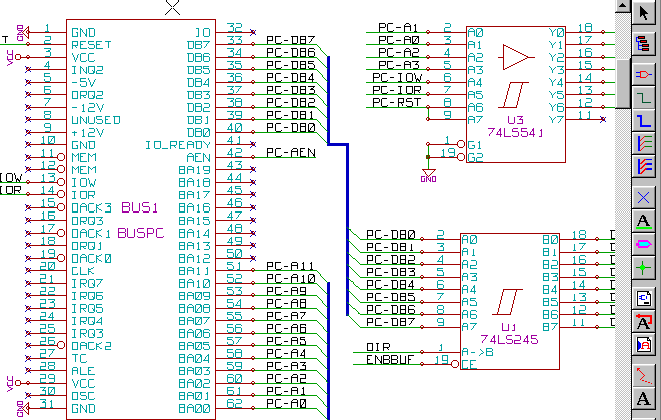 GND 1 GND IO 32
T 2 RESET DB7 33 PC-DB7
VCC 3 VCC DB6 34 PC-DB6
4 INQ2 DB5 35 PC-DB5
5 -5V DB4 36 PC-DB4
6 DRQ2 DB3 37 PC-DB3
7 -12V DB2 38 PC-DB2
8 UNUSED DB1 39 PC-DB1
9 +12V DB0 40 PC-DB0
10 GND IO_READY 41
11 MEM AEN 42 PC-AEN
12 MEM BA19 43
IOW 13 IOW BA18 44
IOR 14 IOR BA17 45
15 DACK3 BUS1 BA16 46
16 DRQ3 BA15 47
17 DACK1 BUSPC BA14 48
18 DRQ1 BA13 49
19 DACK0 BA12 50
20 CLK BA11 51 PC-A11
21 IRQ7 BA10 52 PC-A10
22 IRQ6 BA09 53 PC-A9
23 IRQ5 BA08 54 PC-A8
24 IRQ4 BA07 55 PC-A7
25 IRQ3 BA06 56 PC-A6
26 DACK2 BA05 57 PC-A5
27 TC BA04 58 PC-A4
28 ALE BA03 59 PC-A3
VCC 29 VCC BA02 60 PC-A2
30 OSC BA01 61 PC-A1
GND 31 GND BA00 62 PC-A0
PC-A1 2 A0 Y0 18
PC-A0 3 A1 Y1 17
PC-A2 4 A2 Y2 16
PC-A3 5 A3 Y3 15
PC-IOW 6 A4 Y4 14
PC-IOR 7 A5 Y5 13
PC-RST 8 A6 Y6 12
9 A7 Y7 11
U3
74LS541
1 G1
19 G2
GND
PC-DB0 2 A0 B0 18
PC-DB1 3 A1 B1 17
PC-DB2 4 A2 B2 16
PC-DB3 5 A3 B3 15
PC-DB4 6 A4 B4 14
PC-DB5 7 A5 B5 13
PC-DB6 8 A6 B6 12
PC-DB7 9 A7 B7 11
U1
74LS245
DIR 1 A->B
ENBBUF 19 CE
A
A
A
A